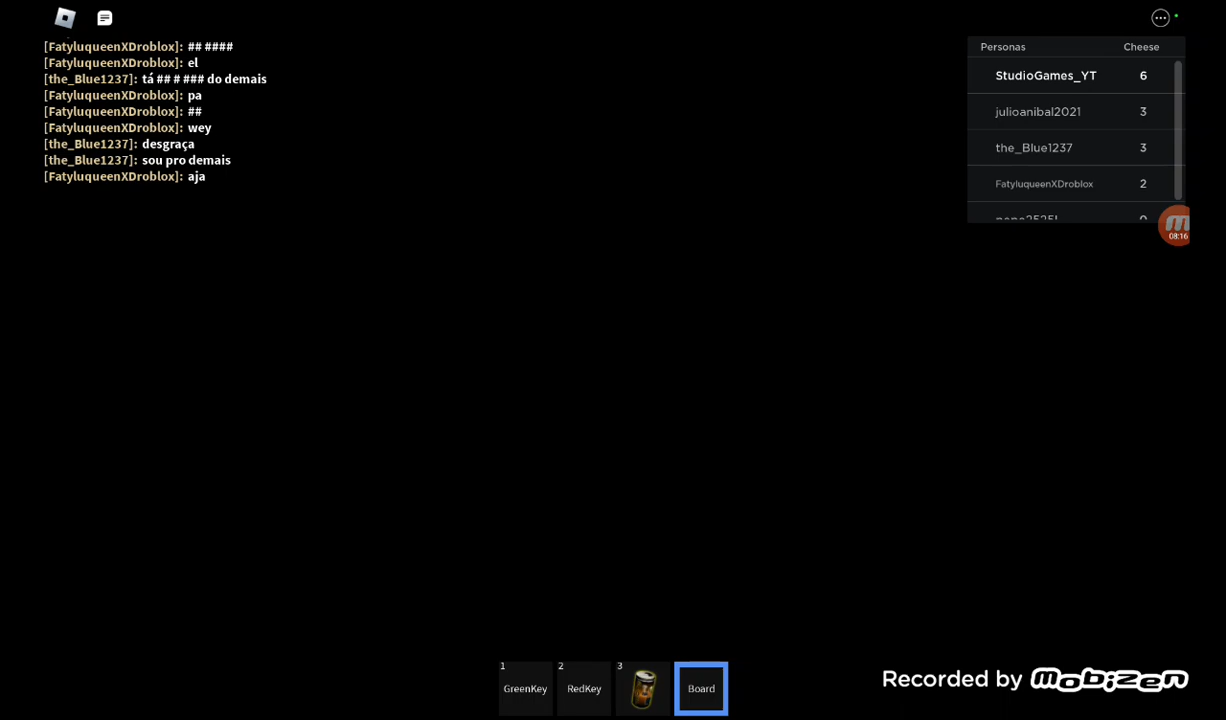 [FatyluqueenXDroblox]: ## ####
[FatyluqueenXDroblox]: el
[the_Blue1237]: tá ## # ### do demais
[FatyluqueenXDroblox]: pa
[FatyluqueenXDroblox]: ##
[FatyluqueenXDroblox]: wey
[the_Blue1237]: desgraça
[the_Blue1237]: sou pro demais
[FatyluqueenXDroblox]: aja
Personas Cheese
StudioGames_YT 6
julioanibal2021 3
the_Blue1237 3
FatyluqueenXDroblox 2
08:16
1 GreenKey
2 RedKey
3
Board
Recorded by Mobizen